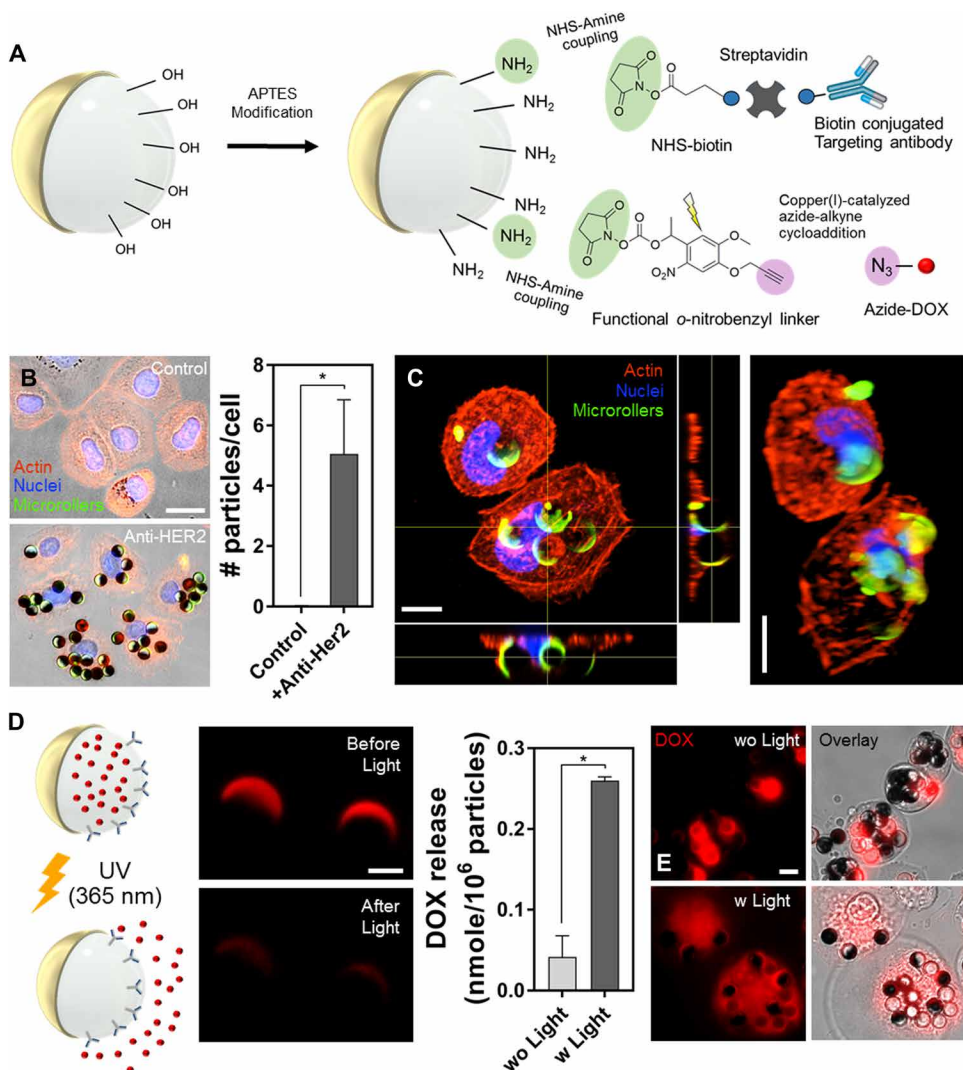 A
OH
OH
OH
OH
OH
OH
APTES
Modification
NH2
NH2
NH2
NH2
NH2
NH2
NHS-Amine
coupling
O
N
O
O
O
NHS-biotin
Streptavidin
Biotin conjugated
Targeting antibody
NHS-Amine
coupling
O
N
O
O
O
O
NO2
O
O
Functional o-nitrobenzyl linker
Copper(I)-catalyzed
azide-alkyne
cycloaddition
N3
Azide-DOX
B
Control
Actin
Nuclei
Microrollers
Anti-HER2
# particles/cell
8
6
4
2
0
*
Control
+Anti-Her2
C
Actin
Nuclei
Microrollers
D
UV
(365 nm)
Before
Light
After
Light
DOX release
(nmole/10^6 particles)
0.3
0.2
0.1
0.0
*
wo Light
w Light
DOX
wo Light
Overlay
E
w Light